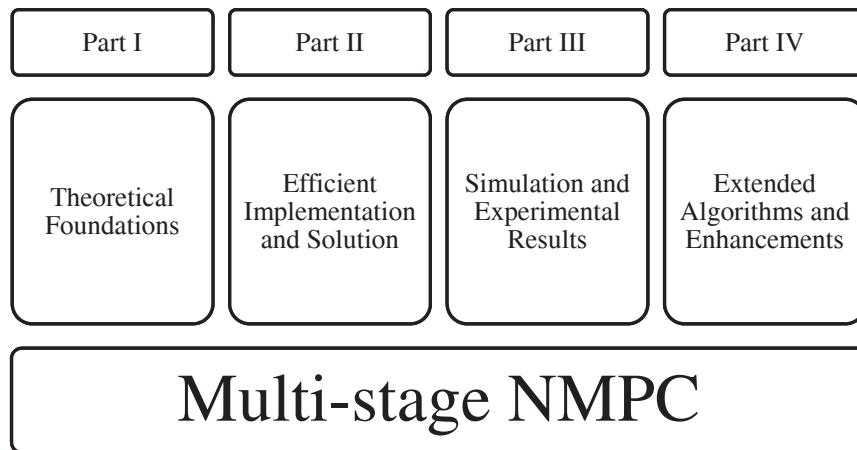 Part I
Part II
Part III
Part IV
Theoretical
Foundations
Efficient
Implementation
and Solution
Simulation and
Experimental
Results
Extended
Algorithms and
Enhancements
Multi-stage NMPC